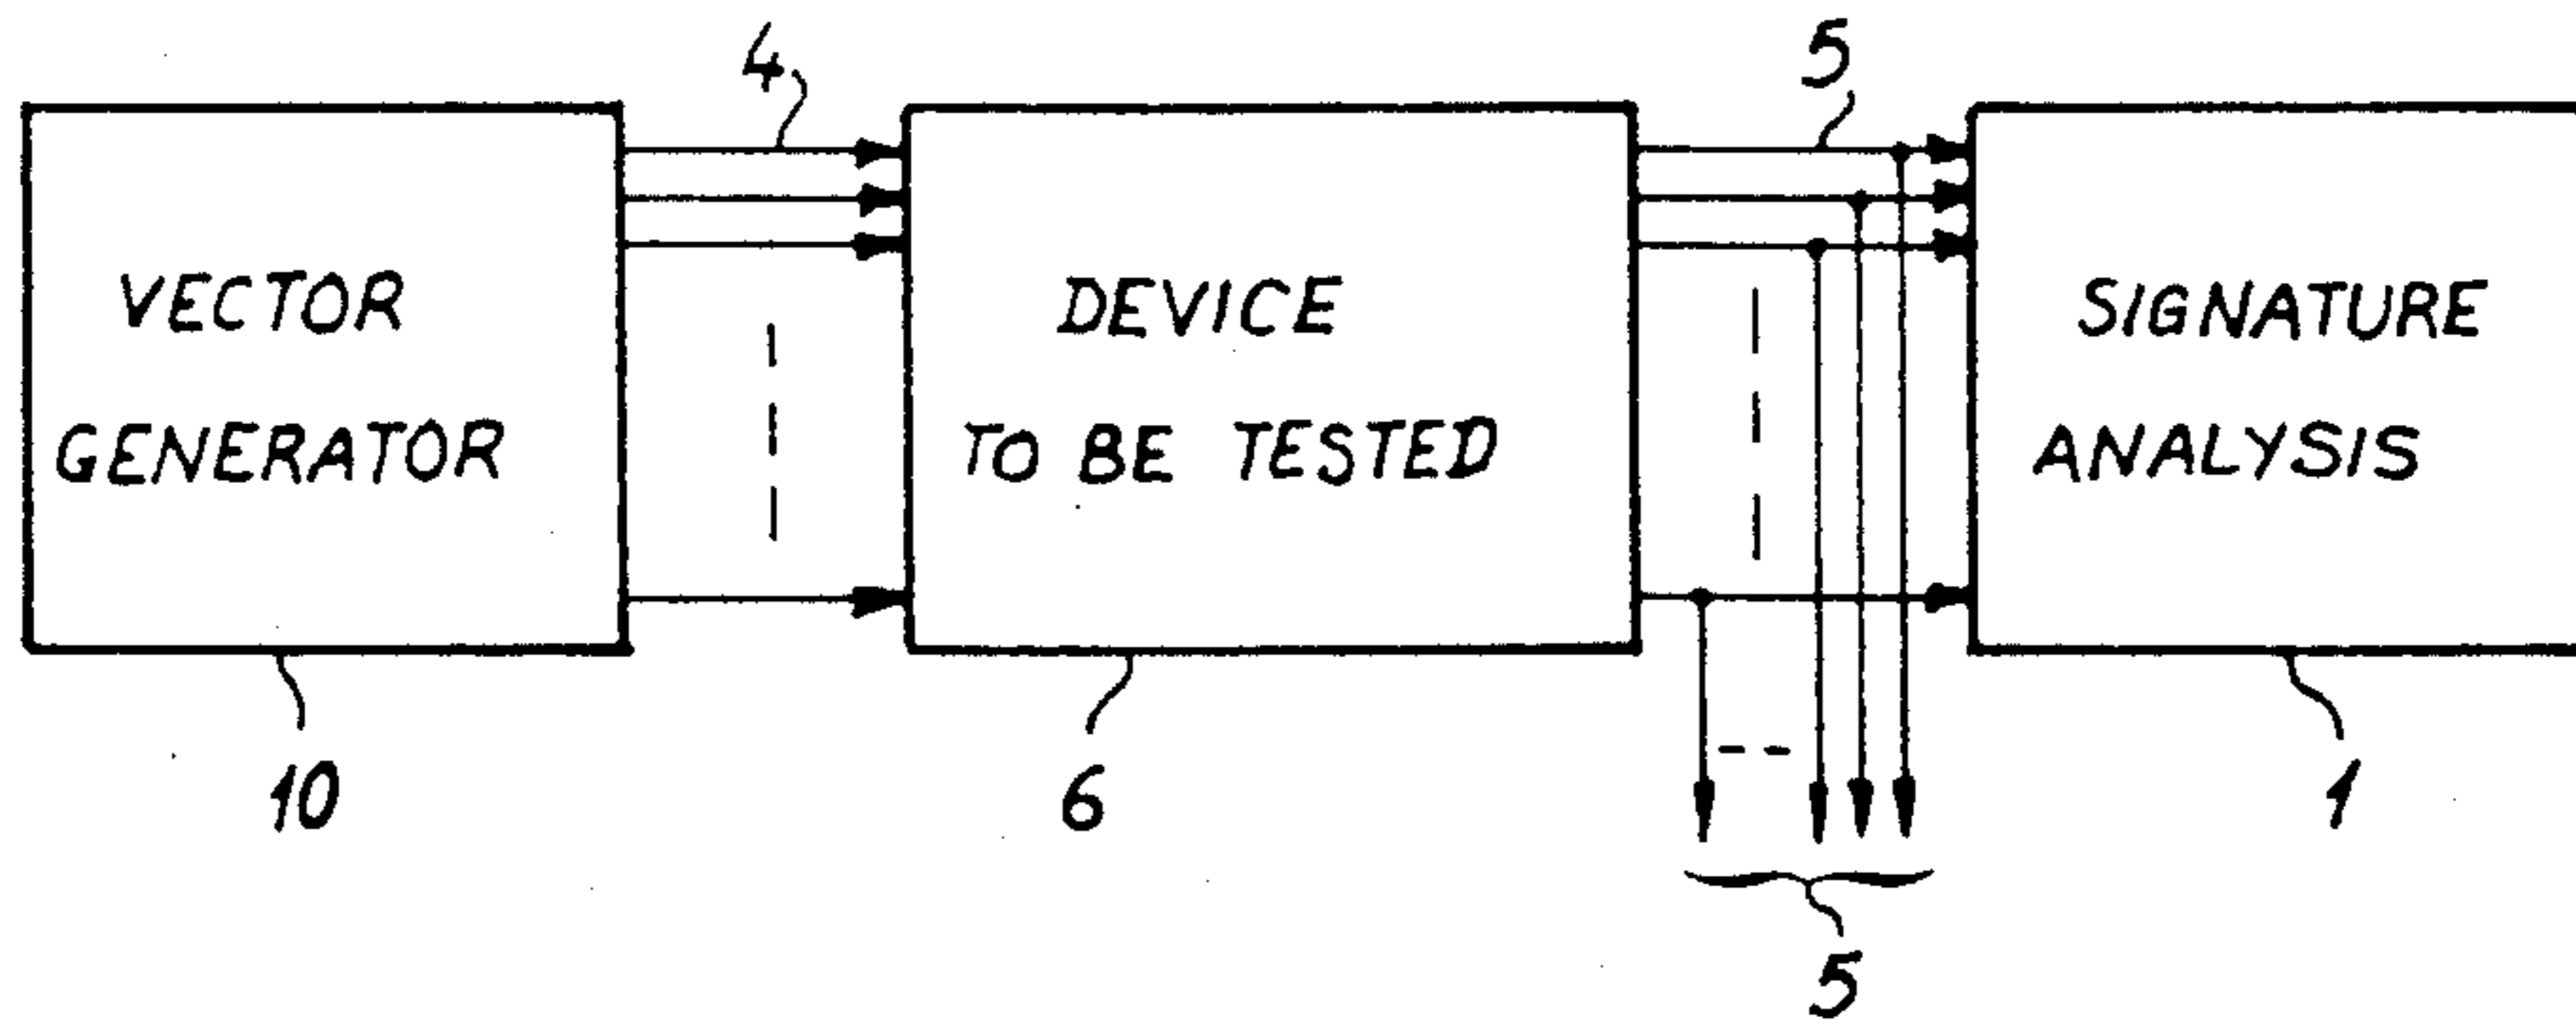 4
5
VECTOR
GENERATOR
DEVICE
TO BE TESTED
SIGNATURE
ANALYSIS
10
6
1
5